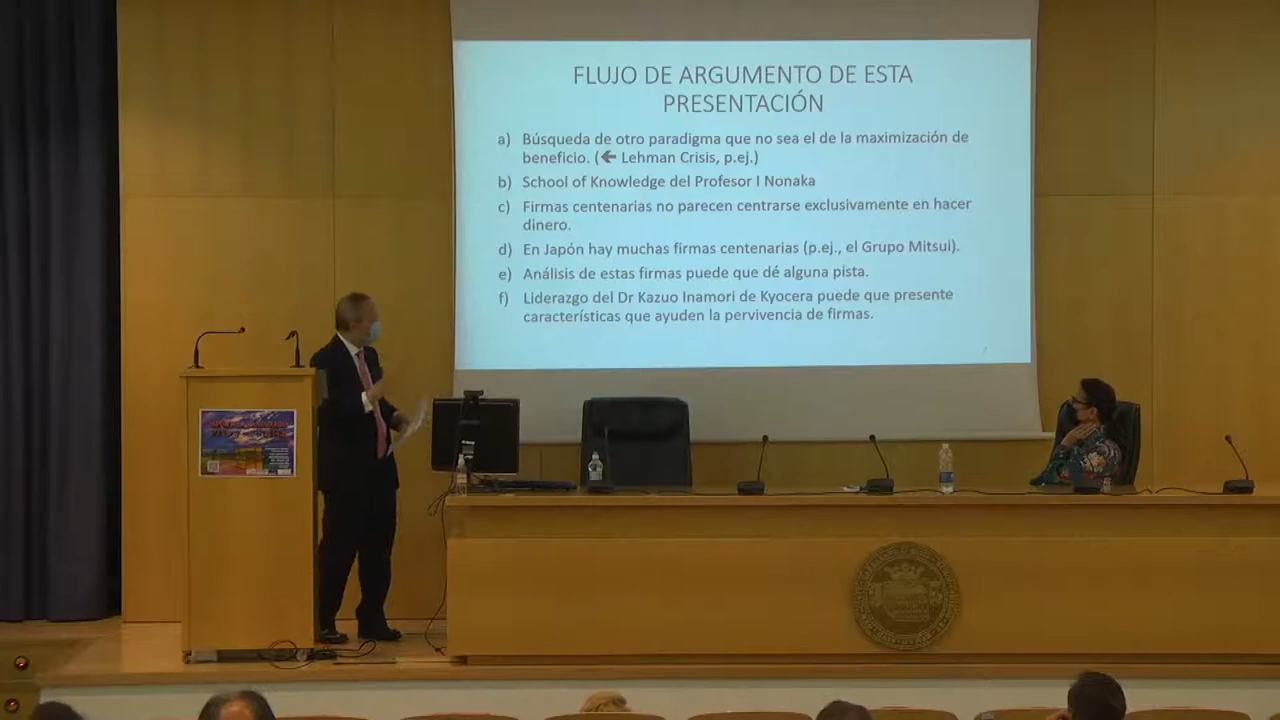 FLUJO DE ARGUMENTO DE ESTA
PRESENTACIÓN
a) Búsqueda de otro paradigma que no sea el de la maximización de
beneficio. (← Lehman Crisis, p.ej.)
b) School of Knowledge del Profesor I Nonaka
c) Firmas centenarias no parecen centrarse exclusivamente en hacer
dinero.
d) En Japón hay muchas firmas centenarias (p.ej., el Grupo Mitsui).
e) Análisis de estas firmas puede que dé alguna pista.
f) Liderazgo del Dr Kazuo Inamori de Kyocera puede que presente
características que ayuden la pervivencia de firmas.